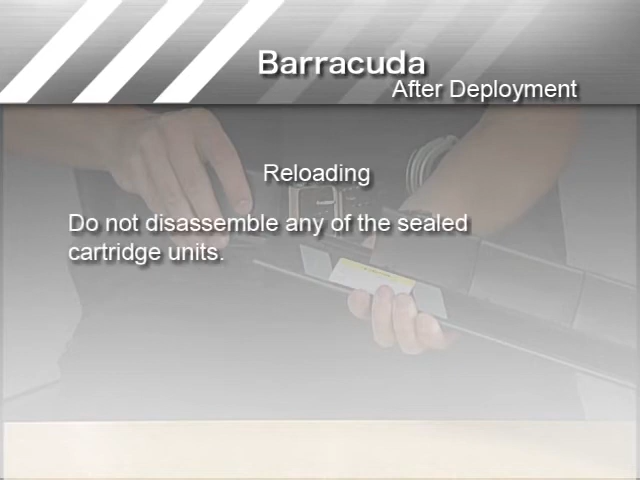 Barracuda
After Deployment
Reloading
Do not disassemble any of the sealed
cartridge units.